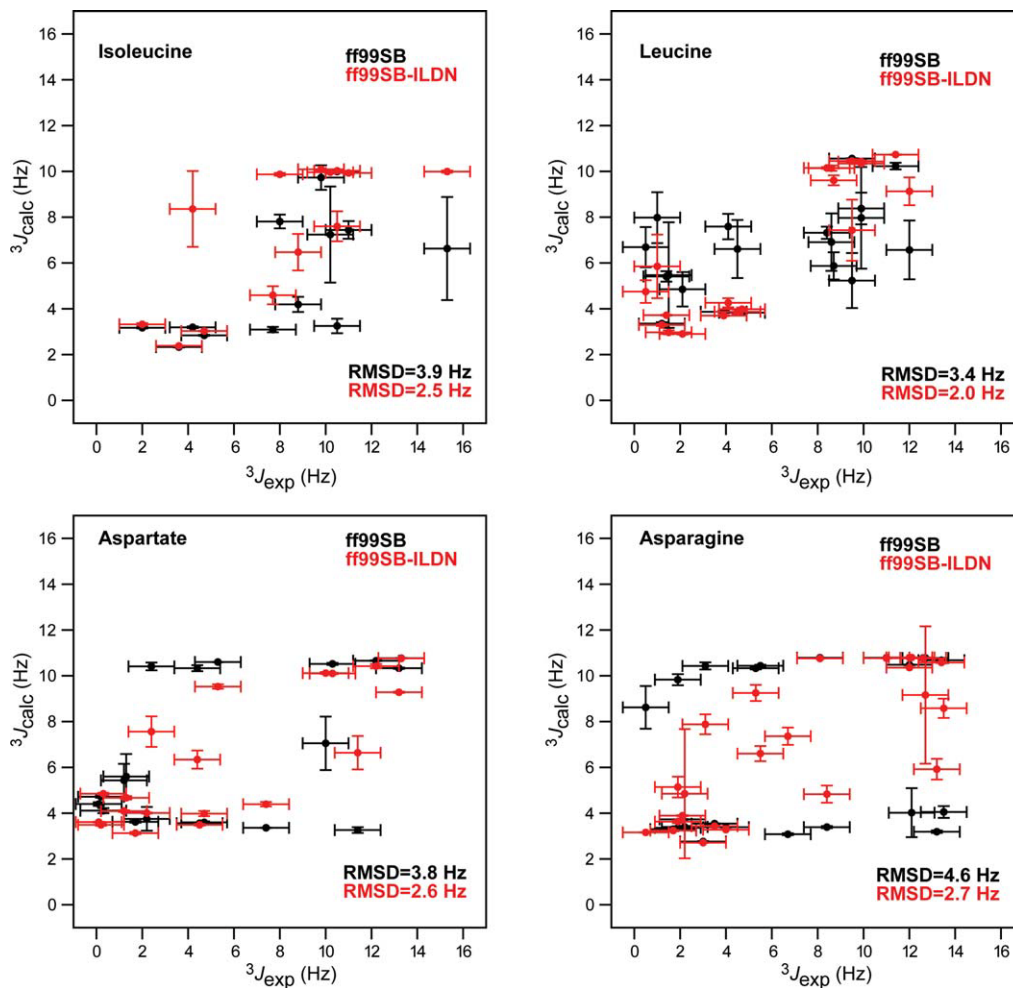 Isoleucine
ff99SB
ff99SB-ILDN
16
14
12
10
8
6
4
2
0
³Jcalc (Hz)
RMSD=3.9 Hz
RMSD=2.5 Hz
0 2 4 6 8 10 12 14 16
³Jexp (Hz)
Leucine
ff99SB
ff99SB-ILDN
16
14
12
10
8
6
4
2
0
³Jcalc (Hz)
RMSD=3.4 Hz
RMSD=2.0 Hz
0 2 4 6 8 10 12 14 16
³Jexp (Hz)
Aspartate
ff99SB
ff99SB-ILDN
16
14
12
10
8
6
4
2
0
³Jcalc (Hz)
RMSD=3.8 Hz
RMSD=2.6 Hz
0 2 4 6 8 10 12 14 16
³Jexp (Hz)
Asparagine
ff99SB
ff99SB-ILDN
16
14
12
10
8
6
4
2
0
³Jcalc (Hz)
RMSD=4.6 Hz
RMSD=2.7 Hz
0 2 4 6 8 10 12 14 16
³Jexp (Hz)